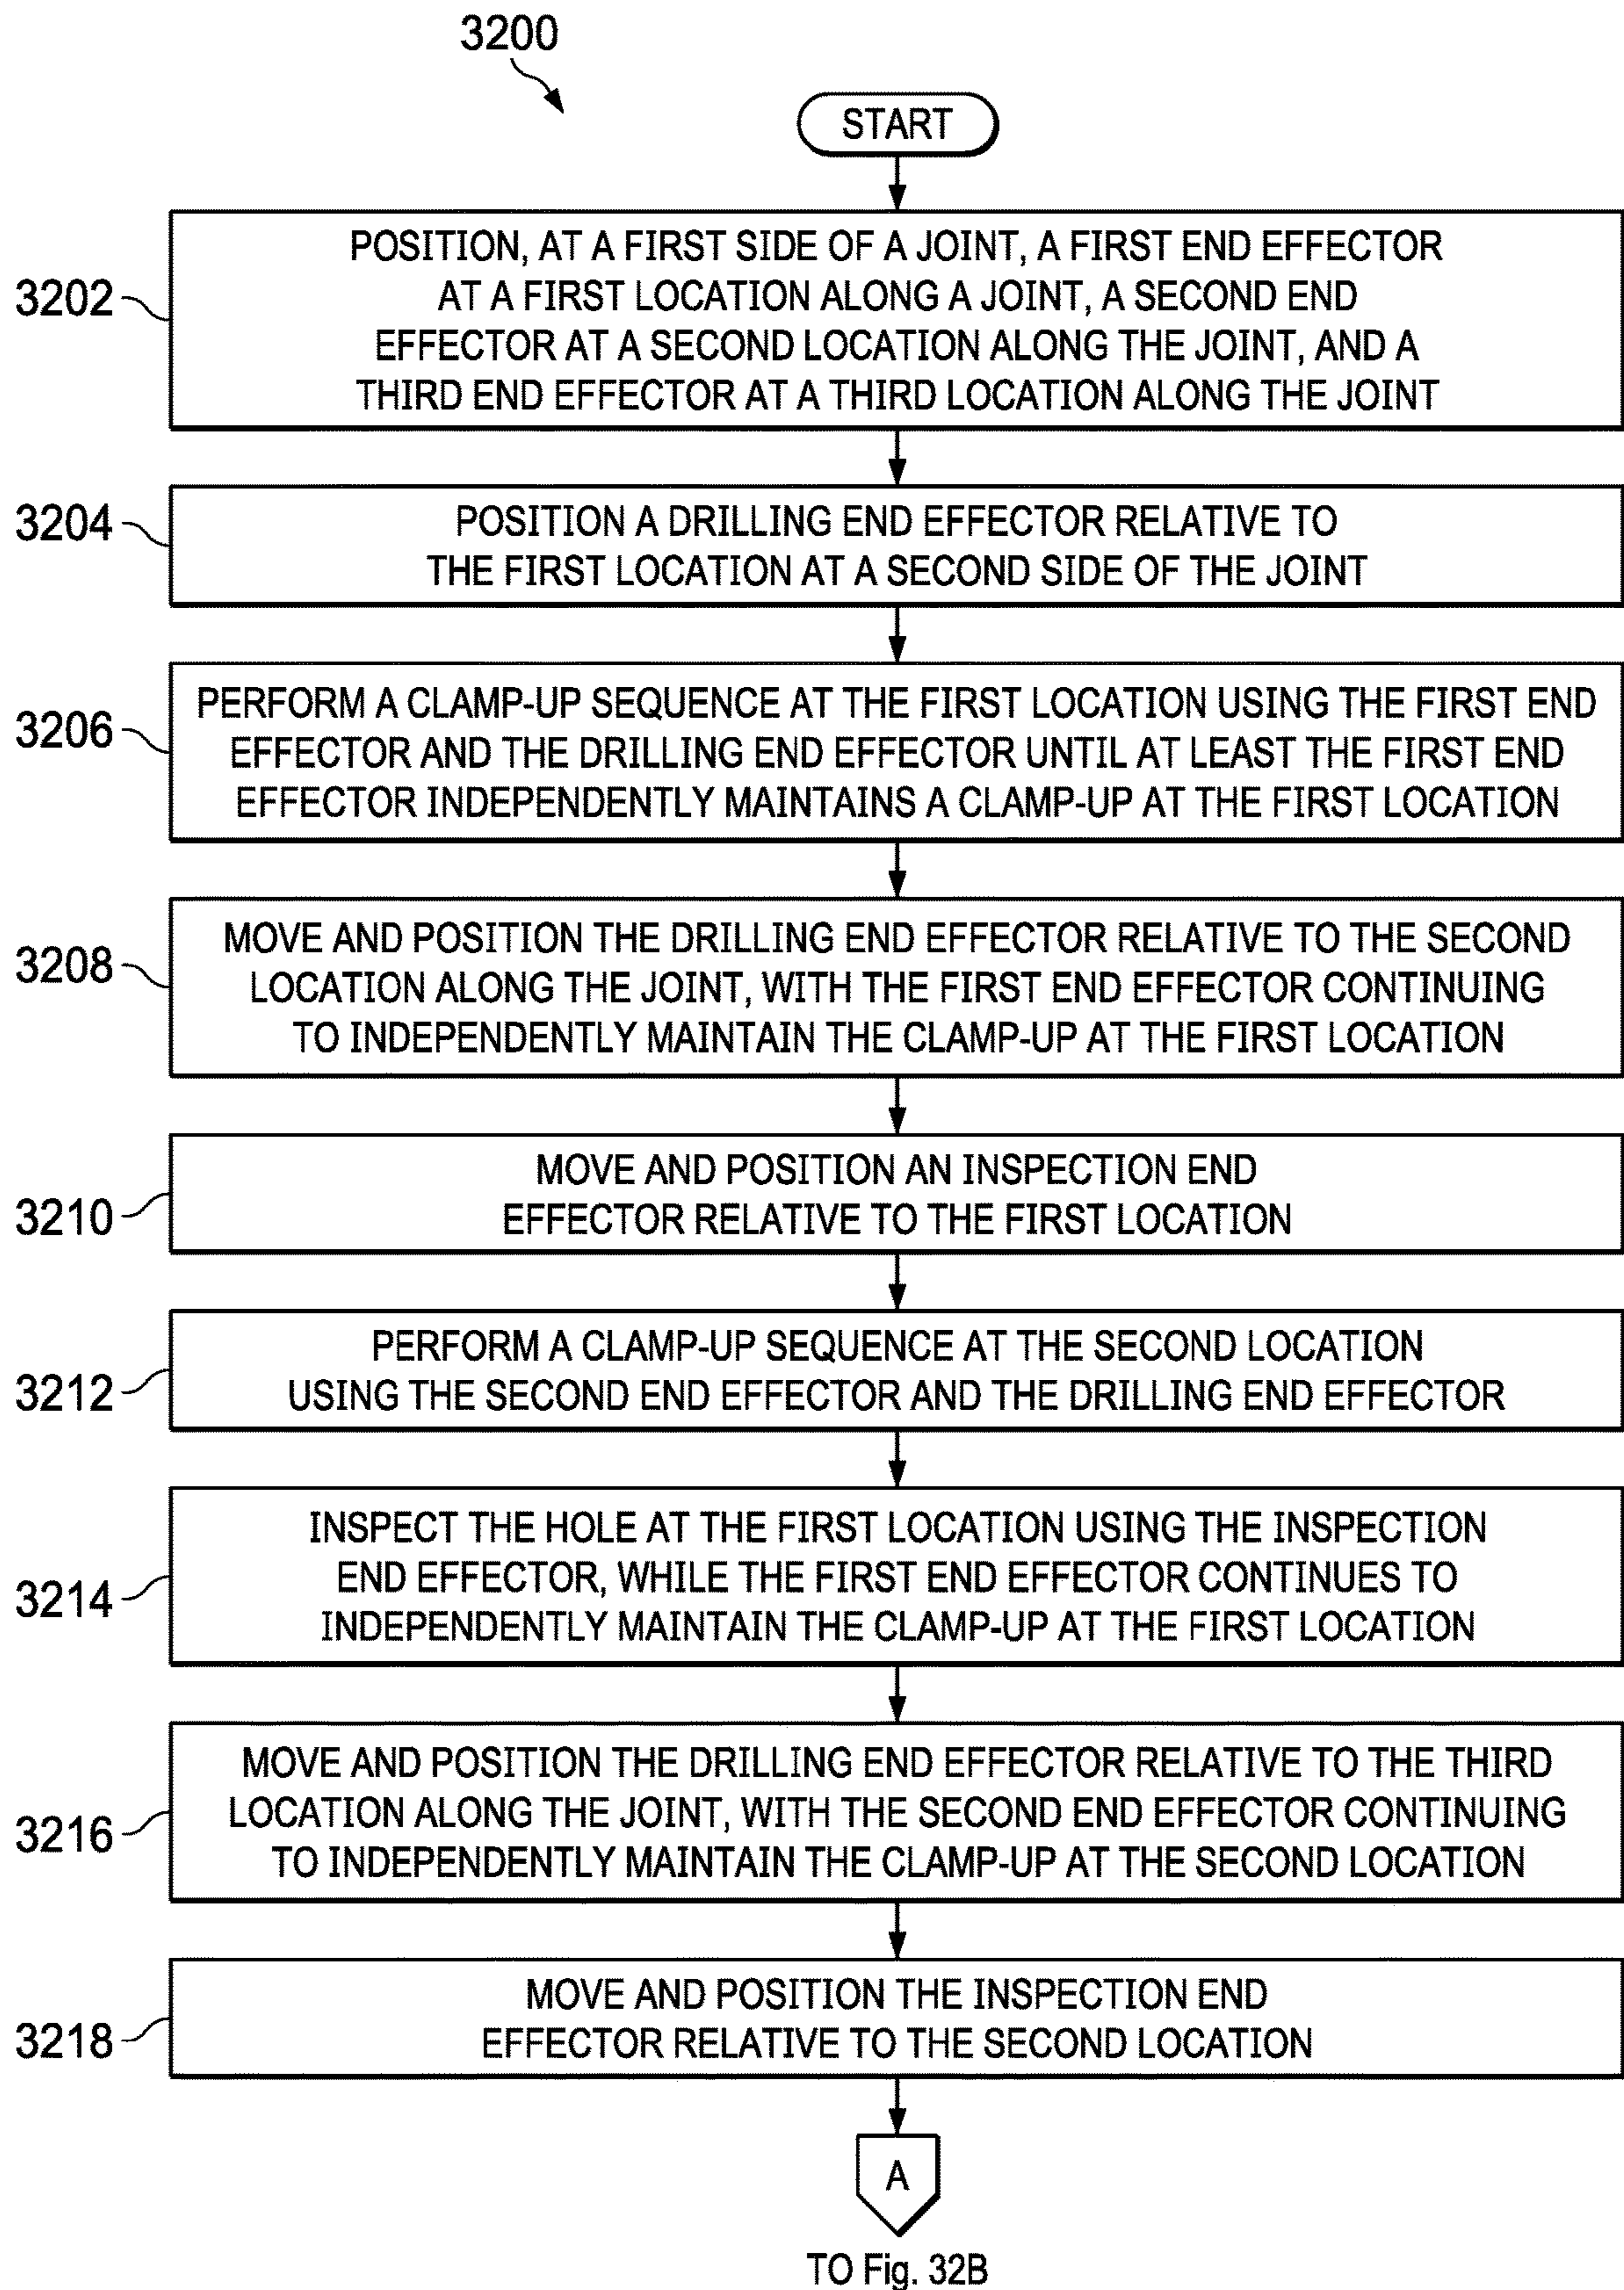 3200
START
3202
POSITION, AT A FIRST SIDE OF A JOINT, A FIRST END EFFECTOR
AT A FIRST LOCATION ALONG A JOINT, A SECOND END
EFFECTOR AT A SECOND LOCATION ALONG THE JOINT, AND A
THIRD END EFFECTOR AT A THIRD LOCATION ALONG THE JOINT
3204
POSITION A DRILLING END EFFECTOR RELATIVE TO
THE FIRST LOCATION AT A SECOND SIDE OF THE JOINT
3206
PERFORM A CLAMP-UP SEQUENCE AT THE FIRST LOCATION USING THE FIRST END
EFFECTOR AND THE DRILLING END EFFECTOR UNTIL AT LEAST THE FIRST END
EFFECTOR INDEPENDENTLY MAINTAINS A CLAMP-UP AT THE FIRST LOCATION
3208
MOVE AND POSITION THE DRILLING END EFFECTOR RELATIVE TO THE SECOND
LOCATION ALONG THE JOINT, WITH THE FIRST END EFFECTOR CONTINUING
TO INDEPENDENTLY MAINTAIN THE CLAMP-UP AT THE FIRST LOCATION
3210
MOVE AND POSITION AN INSPECTION END
EFFECTOR RELATIVE TO THE FIRST LOCATION
3212
PERFORM A CLAMP-UP SEQUENCE AT THE SECOND LOCATION
USING THE SECOND END EFFECTOR AND THE DRILLING END EFFECTOR
3214
INSPECT THE HOLE AT THE FIRST LOCATION USING THE INSPECTION
END EFFECTOR, WHILE THE FIRST END EFFECTOR CONTINUES TO
INDEPENDENTLY MAINTAIN THE CLAMP-UP AT THE FIRST LOCATION
3216
MOVE AND POSITION THE DRILLING END EFFECTOR RELATIVE TO THE THIRD
LOCATION ALONG THE JOINT, WITH THE SECOND END EFFECTOR CONTINUING
TO INDEPENDENTLY MAINTAIN THE CLAMP-UP AT THE SECOND LOCATION
3218
MOVE AND POSITION THE INSPECTION END
EFFECTOR RELATIVE TO THE SECOND LOCATION
A
TO Fig. 32B